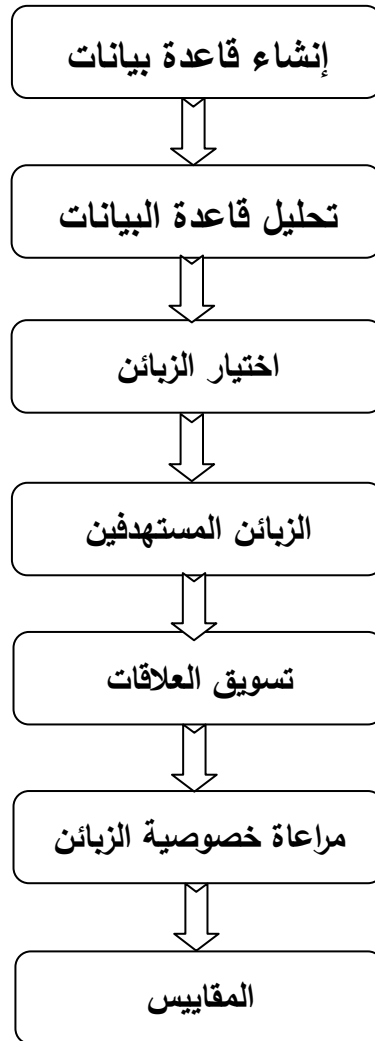 إنشاء قاعدة بيانات
تحليل قاعدة البيانات
اختيار الزبائن
الزبائن المستهدفين
تسويق العلاقات
مراعاة خصوصية الزبائن
المقاييس